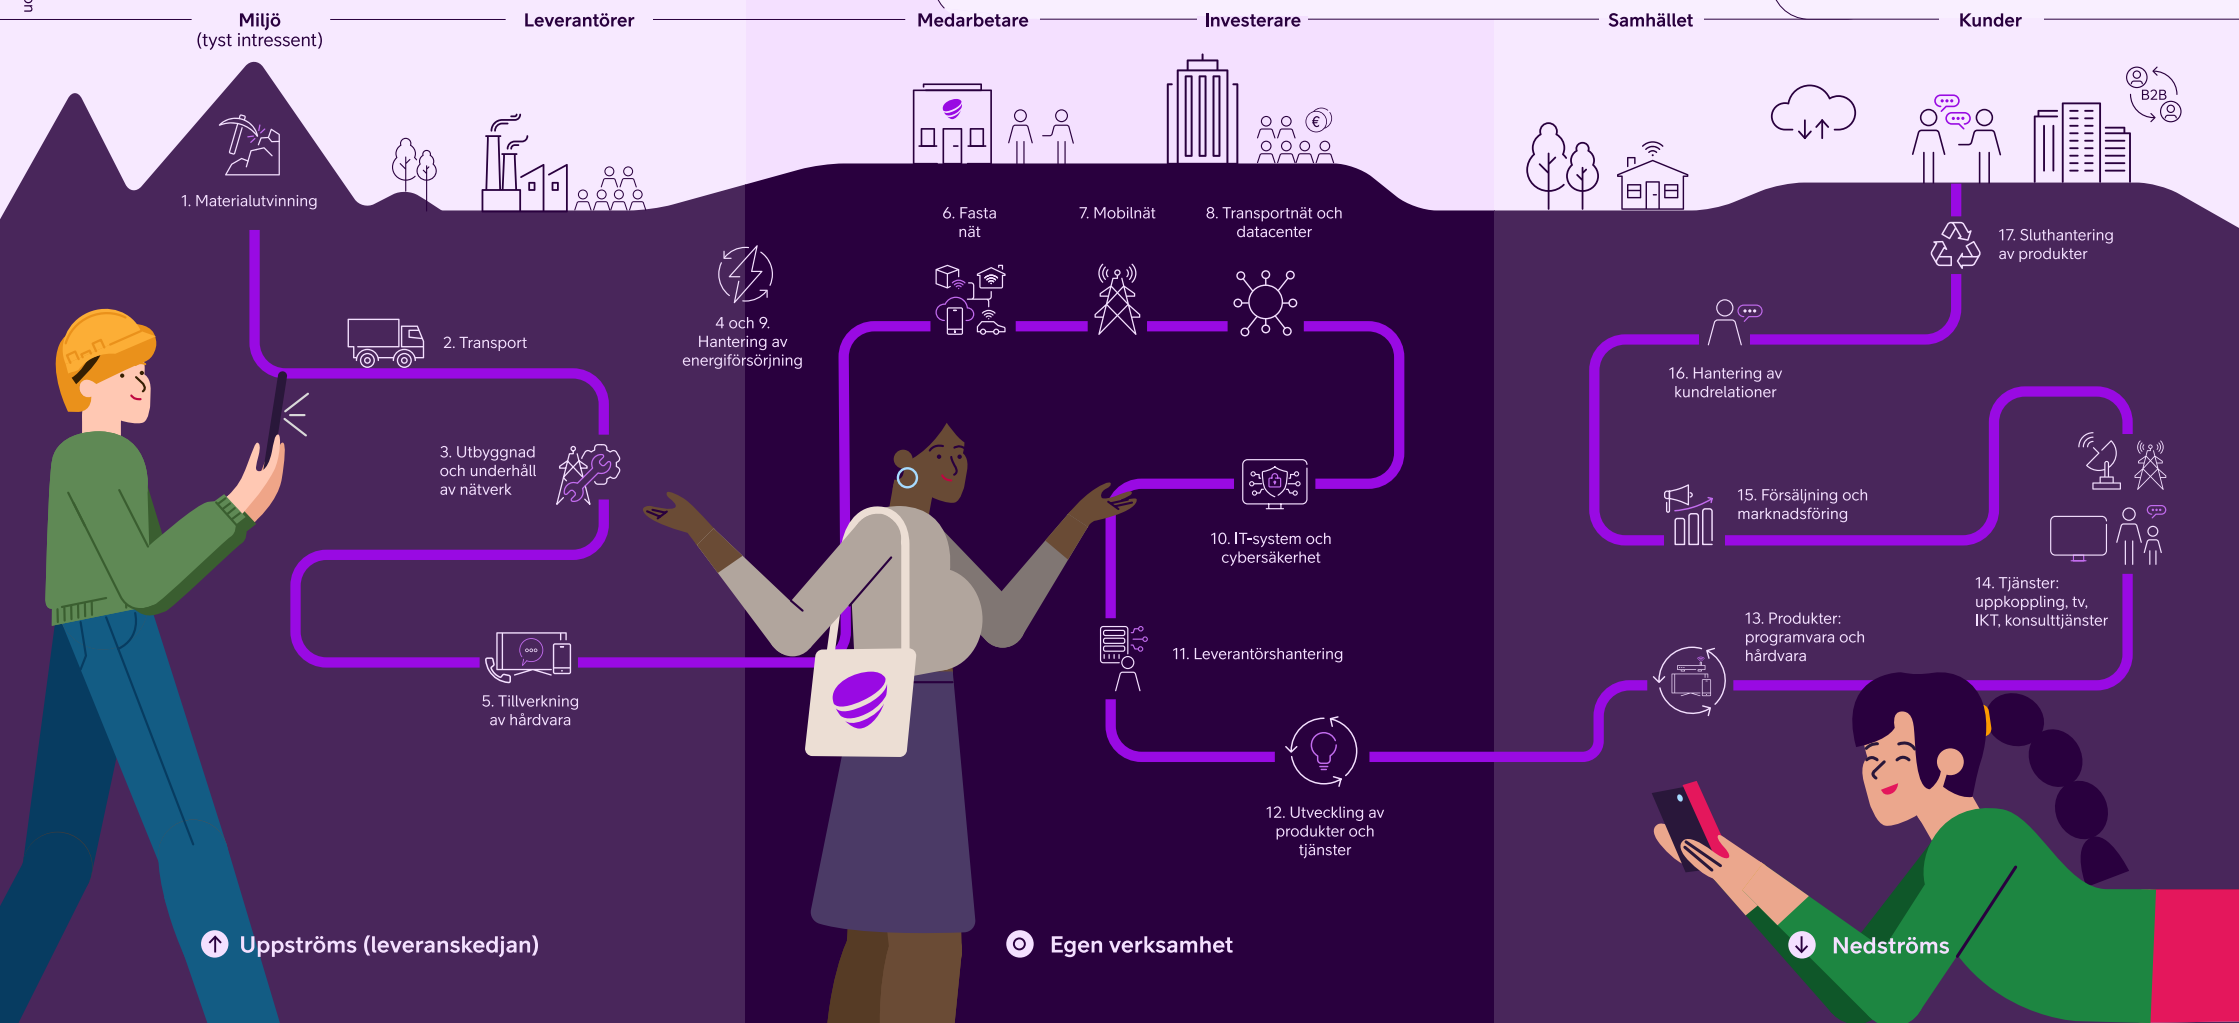 Miljö
(tyst intressent)
Leverantörer
Medarbetare
Investerare
Samhället
Kunder
B2B
€
1. Materialutvinning
2. Transport
3. Utbyggnad
och underhåll
av nätverk
4 och 9.
Hantering av
energiförsörjning
5. Tillverkning
av hårdvara
6. Fasta
nät
7. Mobilnät
8. Transportnät och
datacenter
10. IT-system och
cybersäkerhet
11. Leverantörshantering
12. Utveckling av
produkter och
tjänster
13. Produkter:
programvara och
hårdvara
14. Tjänster:
uppkoppling, tv,
IKT, konsulttjänster
15. Försäljning och
marknadsföring
16. Hantering av
kundrelationer
17. Sluthantering
av produkter
Uppströms (leveranskedjan)
Egen verksamhet
Nedströms